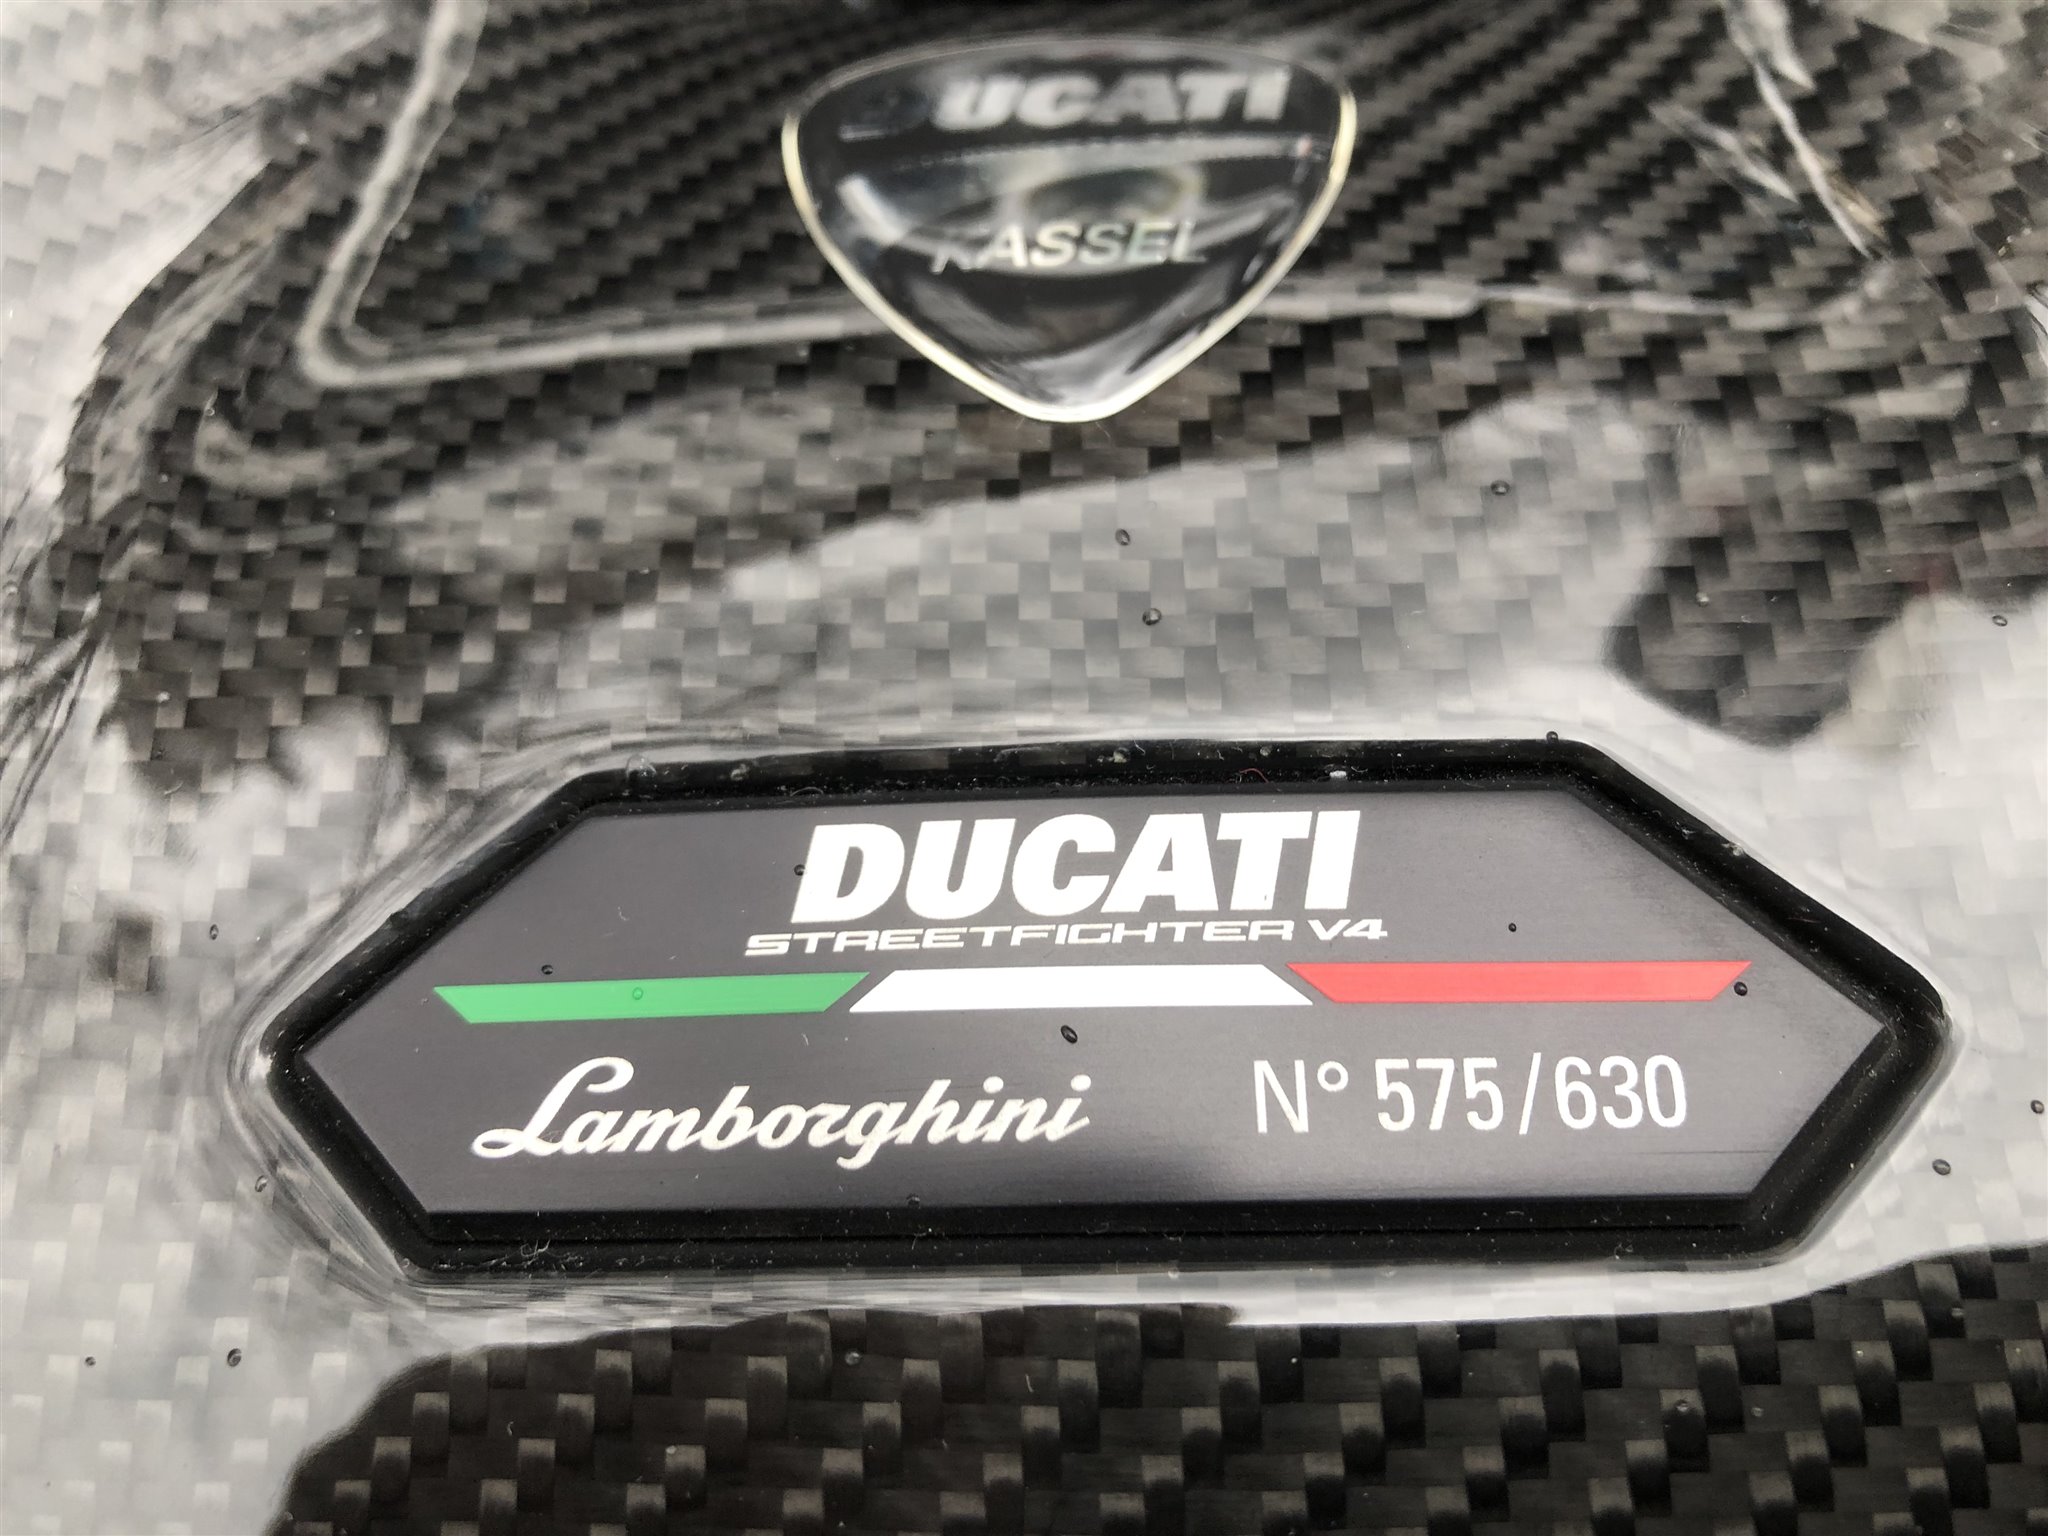 DUCATI
KASSEL
DUCATI
STREETFIGHTER V4
Lamborghini N° 575/630